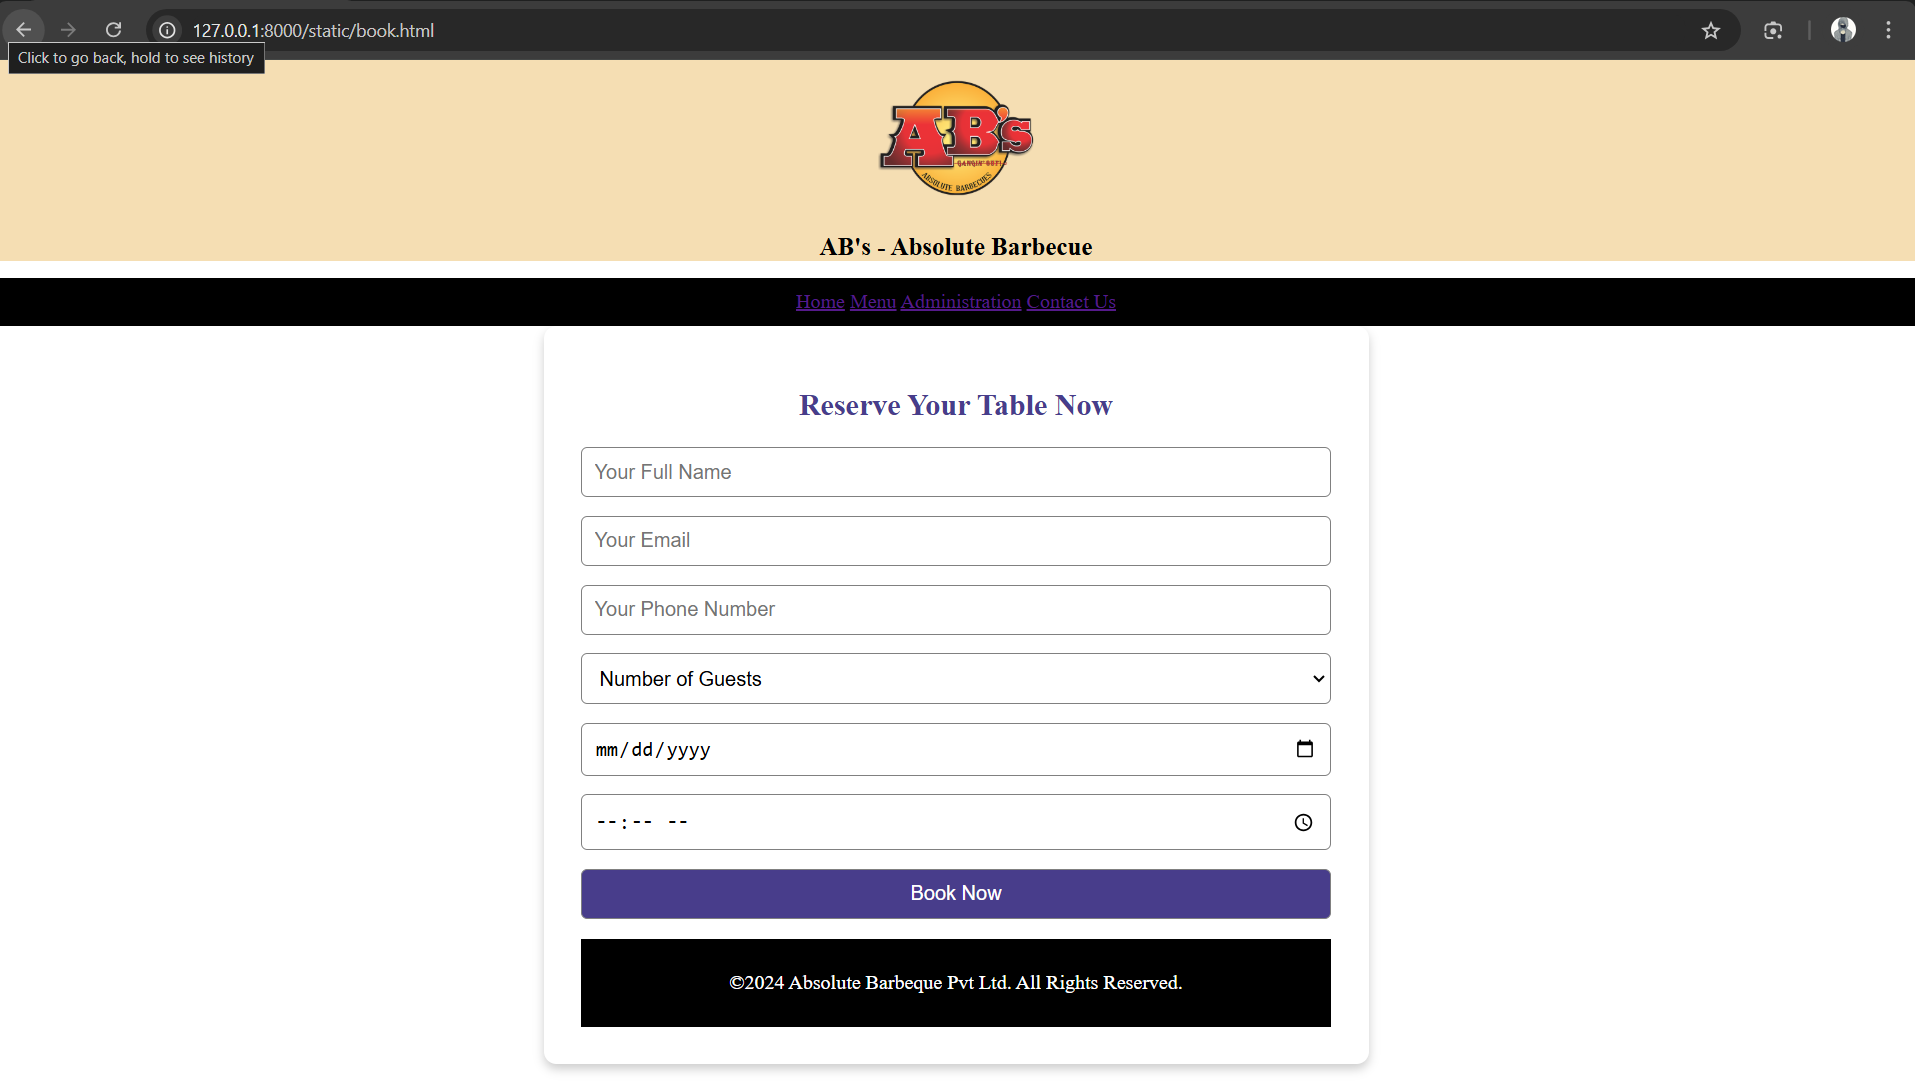 127.0.0.1:8000/static/book.html
Click to go back, hold to see history
AB's
ABSOLUTE BARBECUES
AB's - Absolute Barbecue
Home Menu Administration Contact Us
Reserve Your Table Now
Your Full Name
Your Email
Your Phone Number
Number of Guests
mm/dd/yyyy
--:-- --
Book Now
©2024 Absolute Barbeque Pvt Ltd. All Rights Reserved.